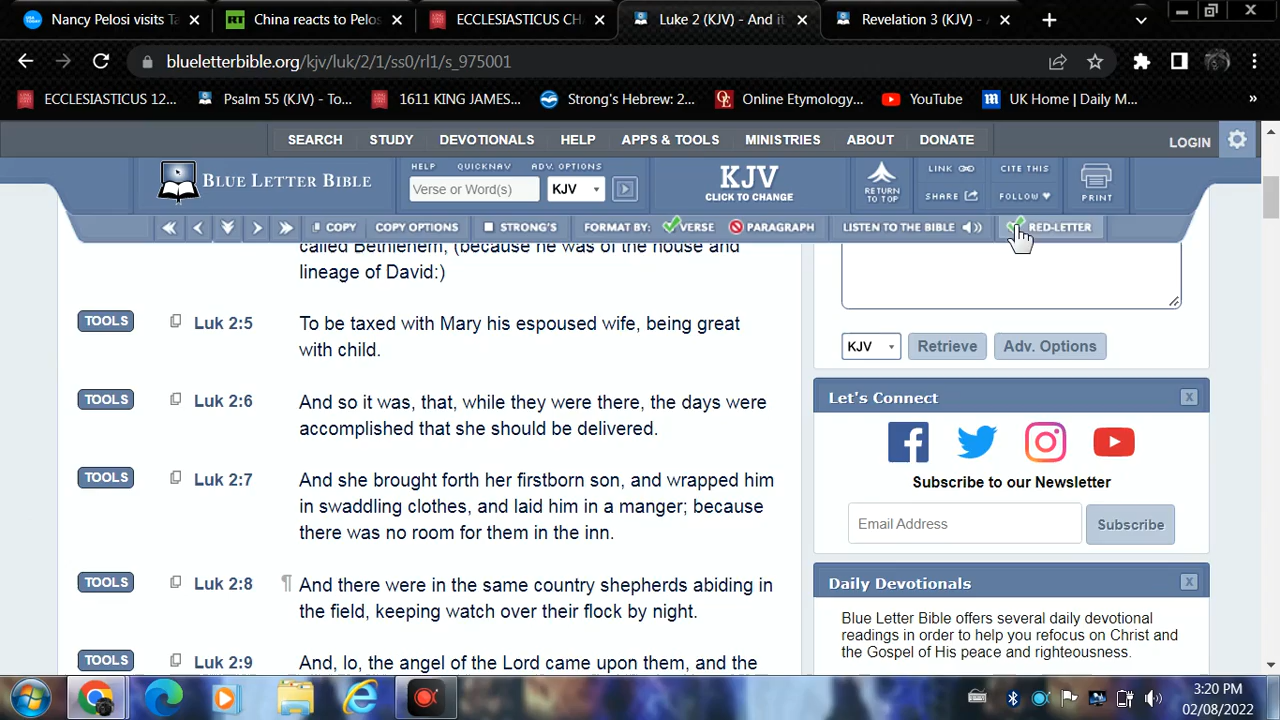 Nancy Pelosi visits Ta
China reacts to Pelos
ECCLESIASTICUS CH
Luke 2 (KJV) - And it
Revelation 3 (KJV) - A
blueletterbible.org/kjv/luk/2/1/ss0/rl1/s_975001
ECCLESIASTICUS 12...
Psalm 55 (KJV) - To...
1611 KING JAMES...
Strong's Hebrew: 2...
Online Etymology...
YouTube
UK Home | Daily M...
SEARCH
STUDY
DEVOTIONALS
HELP
APPS & TOOLS
MINISTRIES
ABOUT
DONATE
LOGIN
BLUE LETTER BIBLE
HELP
QUICKNAV
ADV. OPTIONS
Verse or Word(s)
KJV
KJV
CLICK TO CHANGE
RETURN
TO TOP
LINK
CITE THIS
SHARE
FOLLOW
PRINT
COPY
COPY OPTIONS
STRONG'S
FORMAT BY:
VERSE
PARAGRAPH
LISTEN TO THE BIBLE
RED-LETTER
called Bethlehem, (because he was of the house and
lineage of David:)
TOOLS
Luk 2:5
To be taxed with Mary his espoused wife, being great
with child.
TOOLS
Luk 2:6
And so it was, that, while they were there, the days were
accomplished that she should be delivered.
TOOLS
Luk 2:7
And she brought forth her firstborn son, and wrapped him
in swaddling clothes, and laid him in a manger; because
there was no room for them in the inn.
TOOLS
Luk 2:8
¶ And there were in the same country shepherds abiding in
the field, keeping watch over their flock by night.
TOOLS
Luk 2:9
And, lo, the angel of the Lord came upon them, and the
KJV
Retrieve
Adv. Options
Let's Connect
X
Subscribe to our Newsletter
Email Address
Subscribe
Daily Devotionals
X
Blue Letter Bible offers several daily devotional
readings in order to help you refocus on Christ and
the Gospel of His peace and righteousness.
3:20 PM
02/08/2022